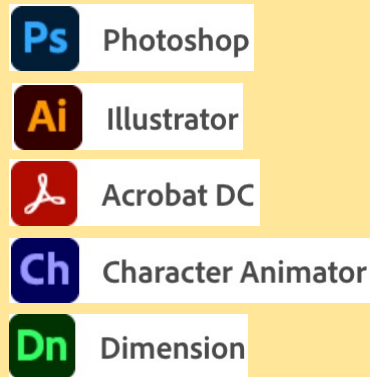 Ps Photoshop
Ai Illustrator
Acrobat DC
Ch Character Animator
Dn Dimension